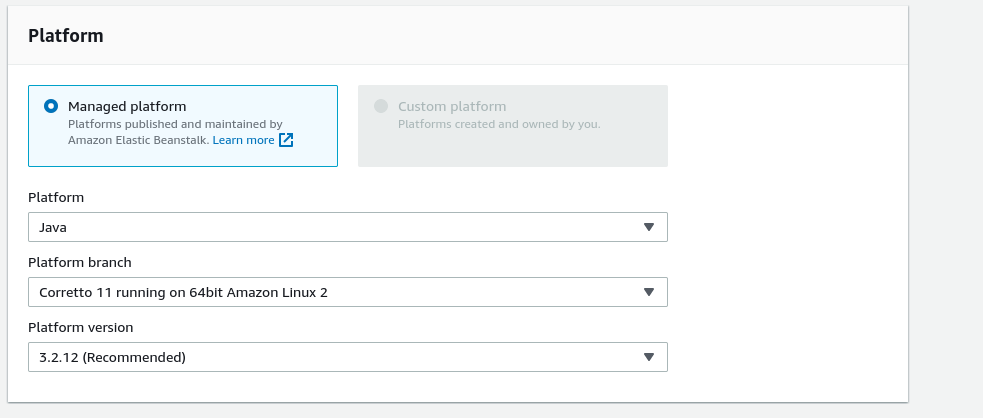 Platform
Managed platform
Platforms published and maintained by
Amazon Elastic Beanstalk. Learn more
Custom platform
Platforms created and owned by you.
Platform
Java
Platform branch
Corretto 11 running on 64bit Amazon Linux 2
Platform version
3.2.12 (Recommended)